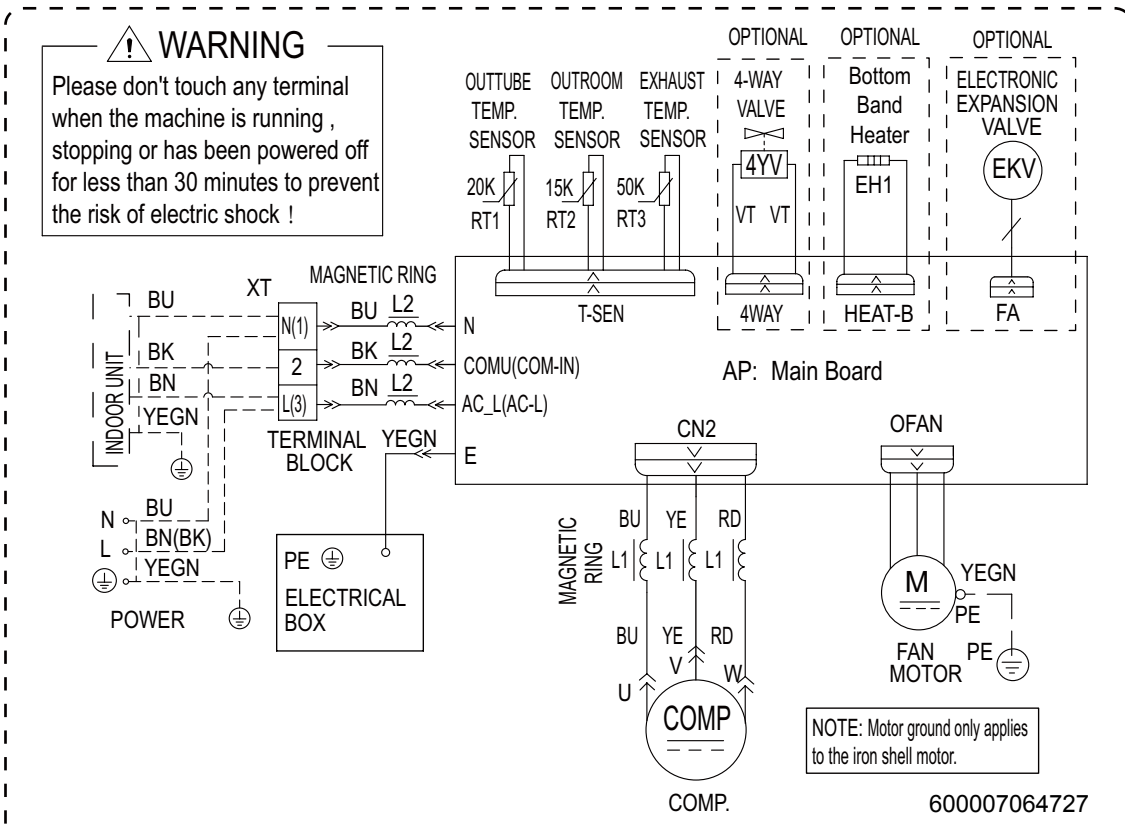 WARNING
Please don't touch any terminal
when the machine is running ,
stopping or has been powered off
for less than 30 minutes to prevent
the risk of electric shock !
OUTTUBE
TEMP.
SENSOR
OUTROOM
TEMP.
SENSOR
EXHAUST
TEMP.
SENSOR
20K
RT1
15K
RT2
50K
RT3
T-SEN
OPTIONAL
4-WAY
VALVE
4YV
VT VT
4WAY
OPTIONAL
Bottom
Band
Heater
EH1
HEAT-B
OPTIONAL
ELECTRONIC
EXPANSION
VALVE
EKV
FA
INDOOR UNIT
BU
BK
BN
YEGN
XT
N(1)
2
L(3)
TERMINAL
BLOCK
MAGNETIC RING
BU L2
BK L2
BN L2
N
COMU(COM-IN)
AC_L(AC-L)
E
YEGN
AP: Main Board
N BU
L BN(BK)
YEGN
POWER
PE
ELECTRICAL
BOX
CN2
MAGNETIC
RING
BU YE RD
L1 L1 L1
BU YE RD
U V W
COMP
COMP.
OFAN
M
YEGN
PE
FAN
MOTOR
PE
NOTE: Motor ground only applies
to the iron shell motor.
600007064727